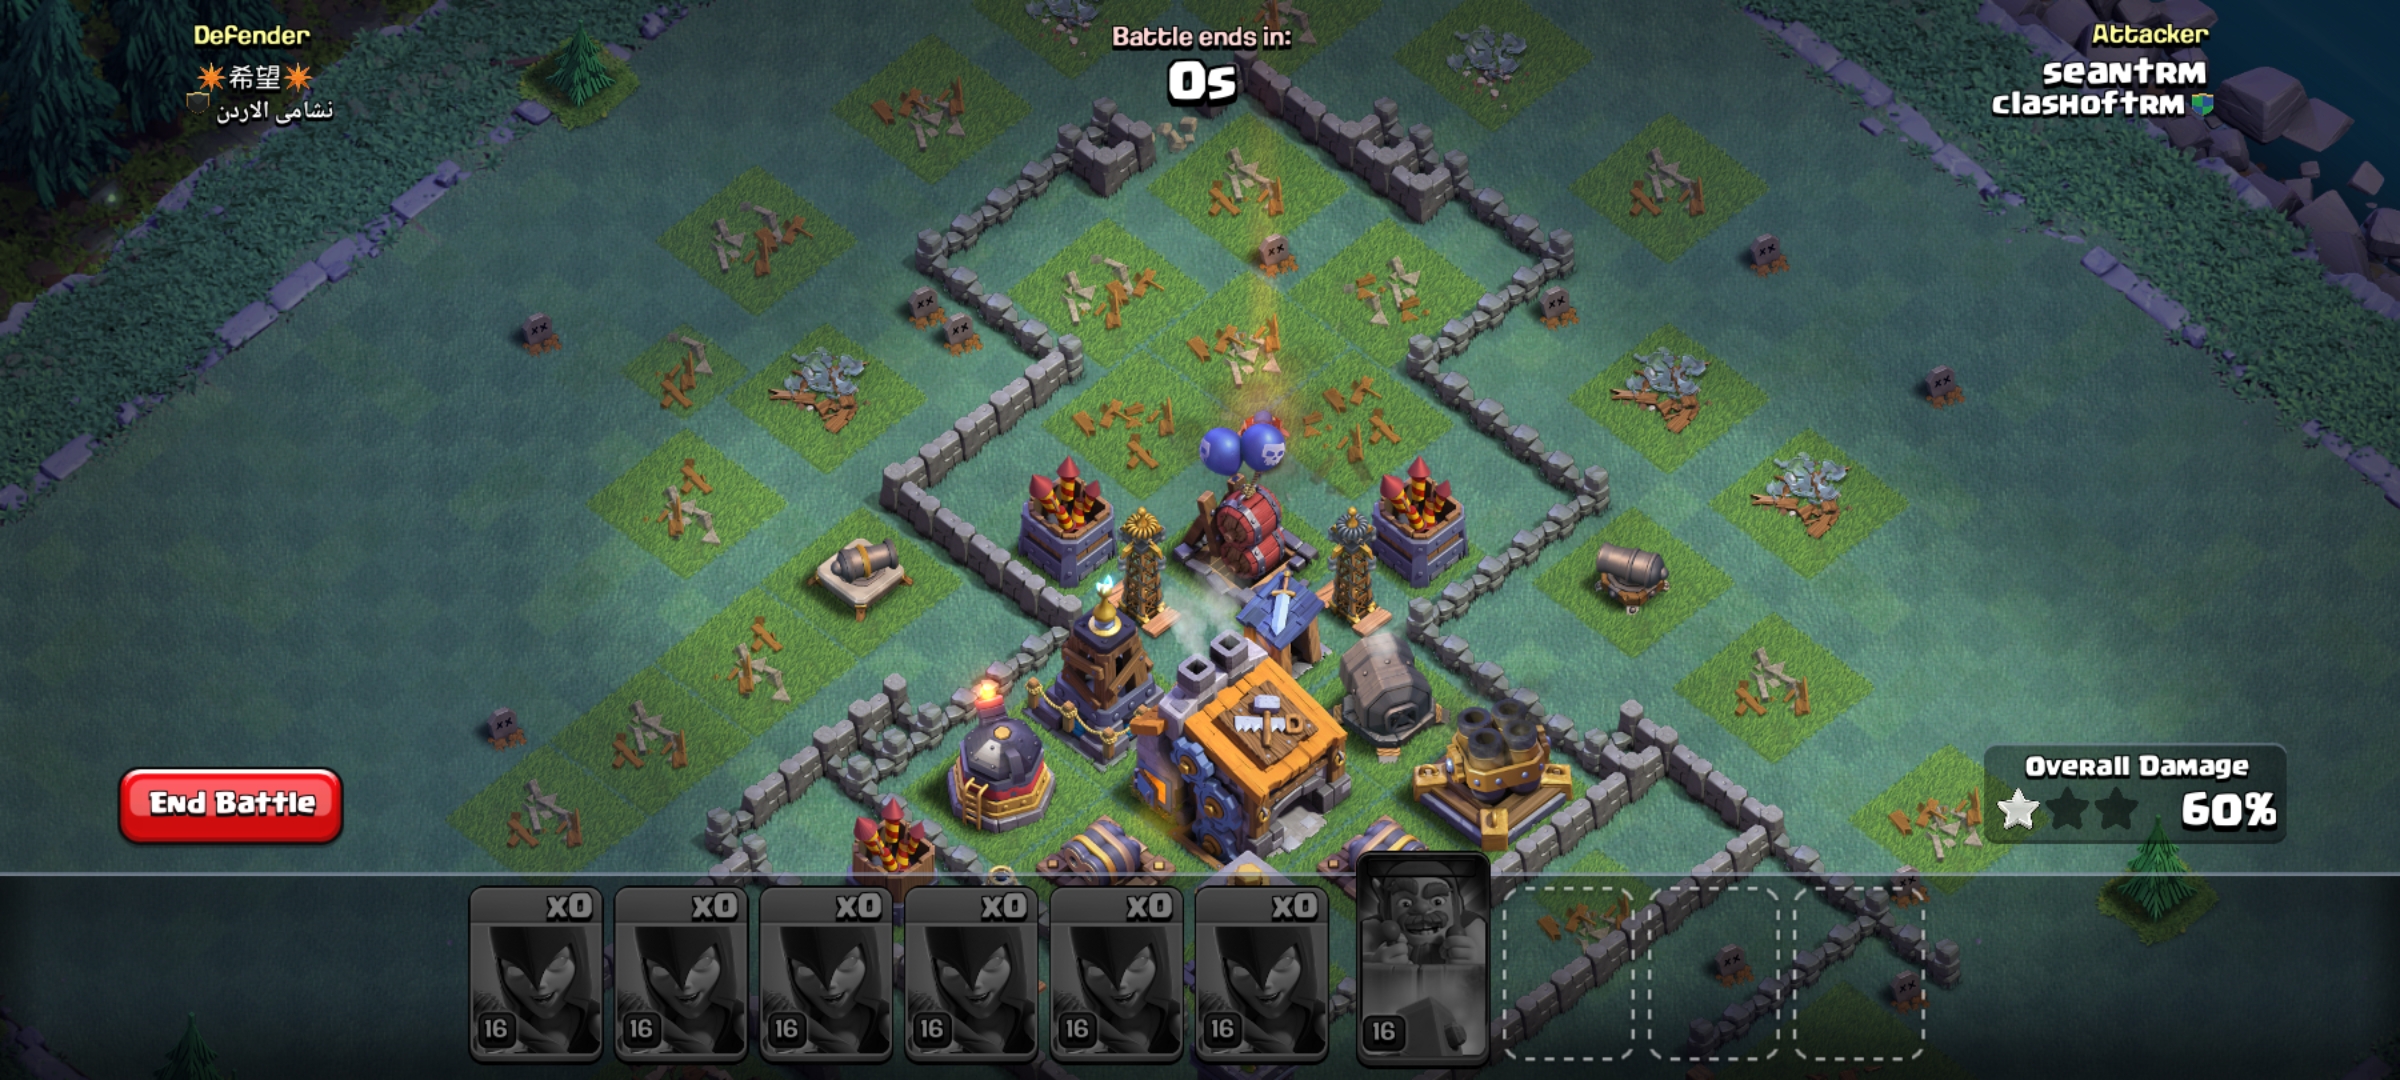 Defender
希望
نشامى الاردن
Battle ends in:
0s
Attacker
seantRM
clashoftRM
End Battle
Overall Damage
60%
x0 x0 x0 x0 x0 x0
16 16 16 16 16 16 16